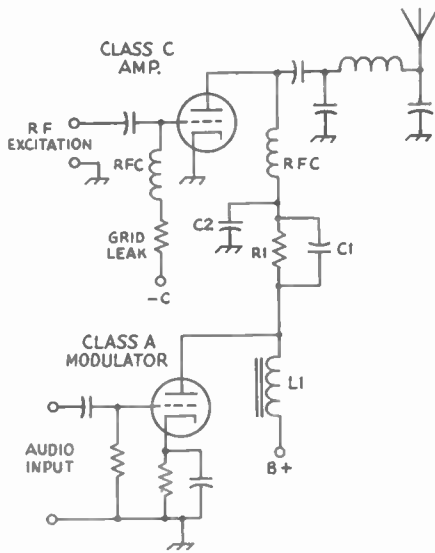 CLASS C
AMP.
RF
EXCITATION
RFC
RFC
GRID
LEAK
-C
C2
R1
C1
CLASS A
MODULATOR
L1
AUDIO
INPUT
B+